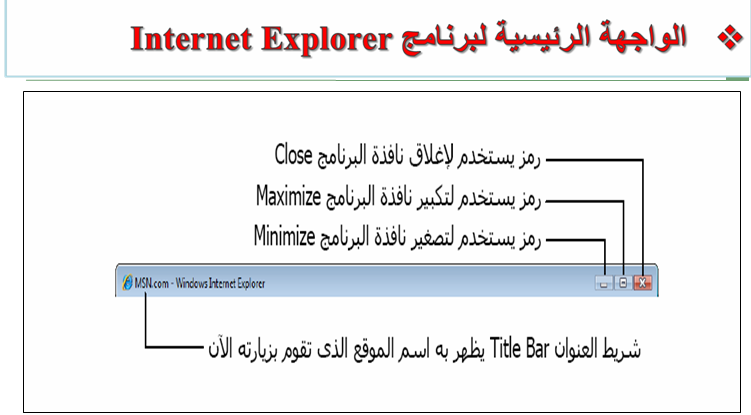 ❖ الواجهة الرئيسية لبرنامج Internet Explorer
رمز يستخدم لإغلاق نافذة البرنامج Close
رمز يستخدم لتكبير نافذة البرنامج Maximize
رمز يستخدم لتصغير نافذة البرنامج Minimize
MSN.com - Windows Internet Explorer
شريط العنوان Title Bar يظهر به اسم الموقع الذى تقوم بزيارته الآن